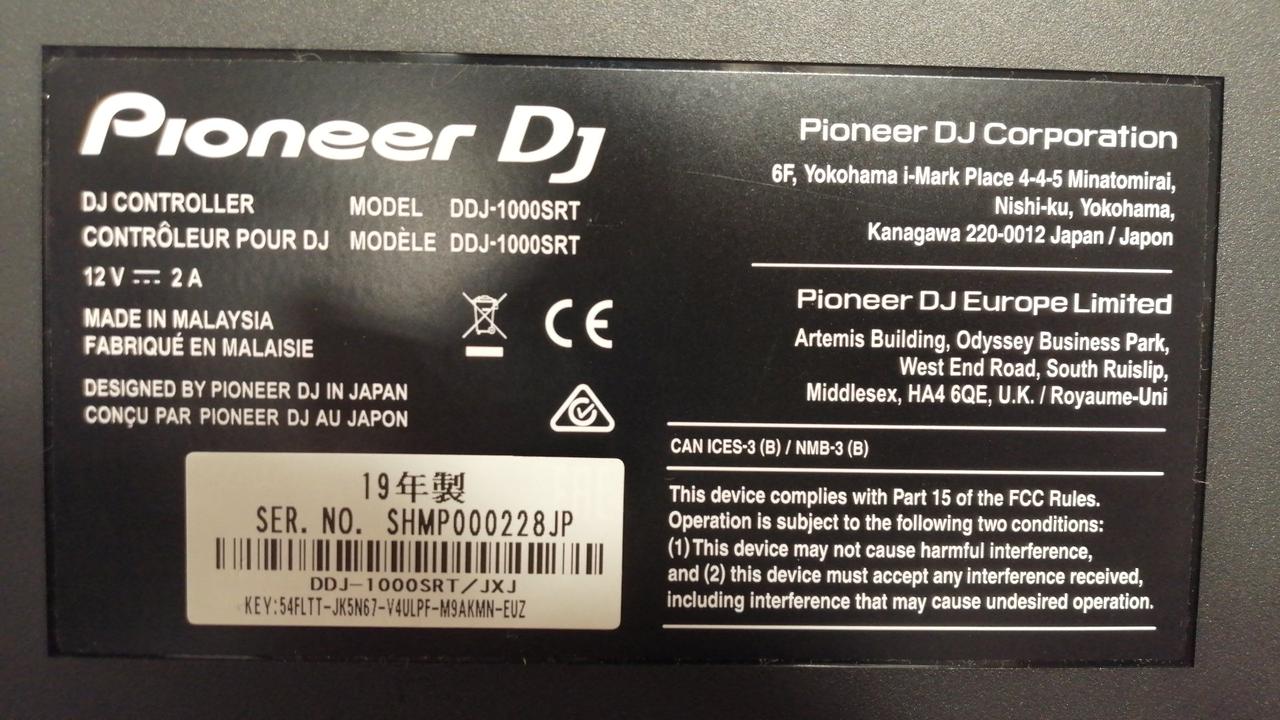 Pioneer DJ
DJ CONTROLLER MODEL DDJ-1000SRT
CONTRÔLEUR POUR DJ MODÈLE DDJ-1000SRT
12 V ⎓ 2 A
MADE IN MALAYSIA
FABRIQUÉ EN MALAISIE
CE
DESIGNED BY PIONEER DJ IN JAPAN
CONÇU PAR PIONEER DJ AU JAPON
19年製
SER. NO. SHMP000228JP
DDJ-1000SRT/JXJ
KEY:54FLTT-JK5N67-V4ULPF-M9AKMN-EUZ
Pioneer DJ Corporation
6F, Yokohama i-Mark Place 4-4-5 Minatomirai,
Nishi-ku, Yokohama,
Kanagawa 220-0012 Japan / Japon
Pioneer DJ Europe Limited
Artemis Building, Odyssey Business Park,
West End Road, South Ruislip,
Middlesex, HA4 6QE, U.K. / Royaume-Uni
CAN ICES-3 (B) / NMB-3 (B)
This device complies with Part 15 of the FCC Rules.
Operation is subject to the following two conditions:
(1) This device may not cause harmful interference,
and (2) this device must accept any interference received,
including interference that may cause undesired operation.